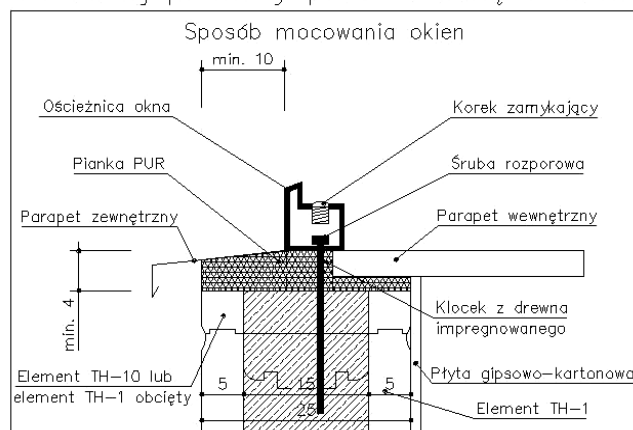 Sposób mocowania okien
min. 10
Ościeżnica okna
Korek zamykający
Pianka PUR
Śruba rozporowa
Parapet zewnętrzny
Parapet wewnętrzny
min. 4
Klocek z drewna
impregnowanego
Element TH-10 lub
element TH-1 obcięty
5
15
5
25
Płyta gipsowo-kartonowa
Element TH-1